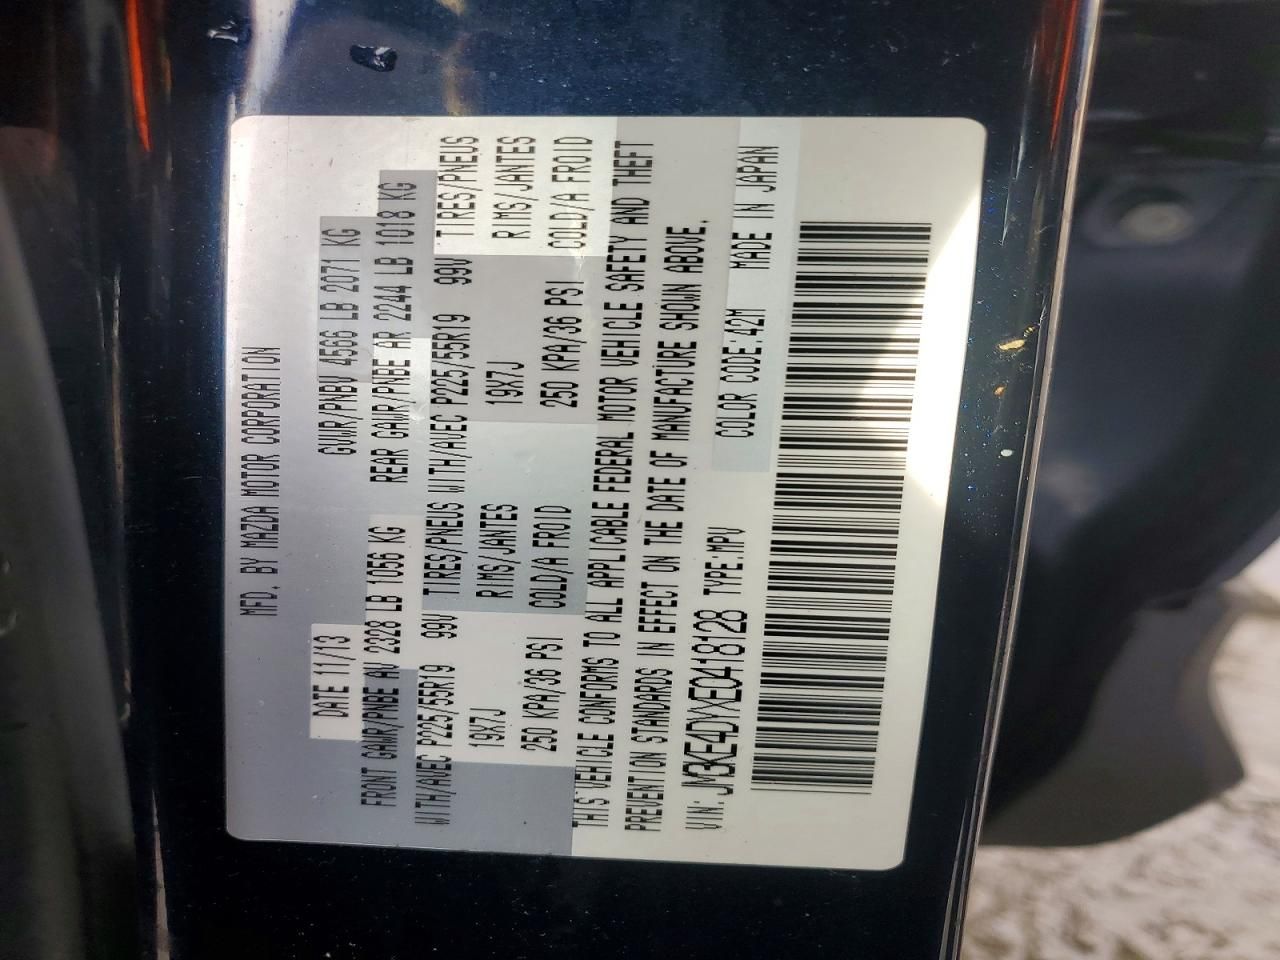 MFD. BY MAZDA MOTOR CORPORATION
DATE 11/13 GVWR/PNBV 4566 LB 2071 KG
FRONT GAWR/PNBE AV 2328 LB 1056 KG REAR GAWR/PNBE AR 2244 LB 1018 KG
WITH/AVEC P225/55R19 99V TIRES/PNEUS WITH/AVEC P225/55R19 99V TIRES/PNEUS
19X7J RIMS/JANTES 19X7J RIMS/JANTES
250 KPA/36 PSI COLD/A FROID 250 KPA/36 PSI COLD/A FROID
THIS VEHICLE CONFORMS TO ALL APPLICABLE FEDERAL MOTOR VEHICLE SAFETY AND THEFT
PREVENTION STANDARDS IN EFFECT ON THE DATE OF MANUFACTURE SHOWN ABOVE.
VIN: JM3KE4DYXE0418128 TYPE:MPV COLOR CODE:42M MADE IN JAPAN